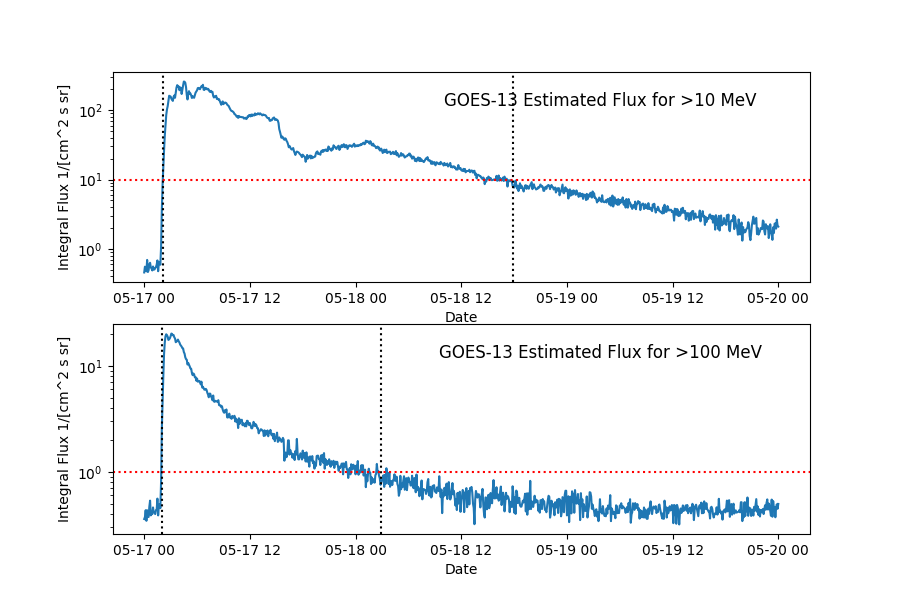 GOES-13 Estimated Flux for >10 MeV
Integral Flux 1/[cm^2 s sr]
10^2
10^1
10^0
05-17 00 05-17 12 05-18 00 05-18 12 05-19 00 05-19 12 05-20 00
Date
GOES-13 Estimated Flux for >100 MeV
Integral Flux 1/[cm^2 s sr]
10^1
10^0
05-17 00 05-17 12 05-18 00 05-18 12 05-19 00 05-19 12 05-20 00
Date